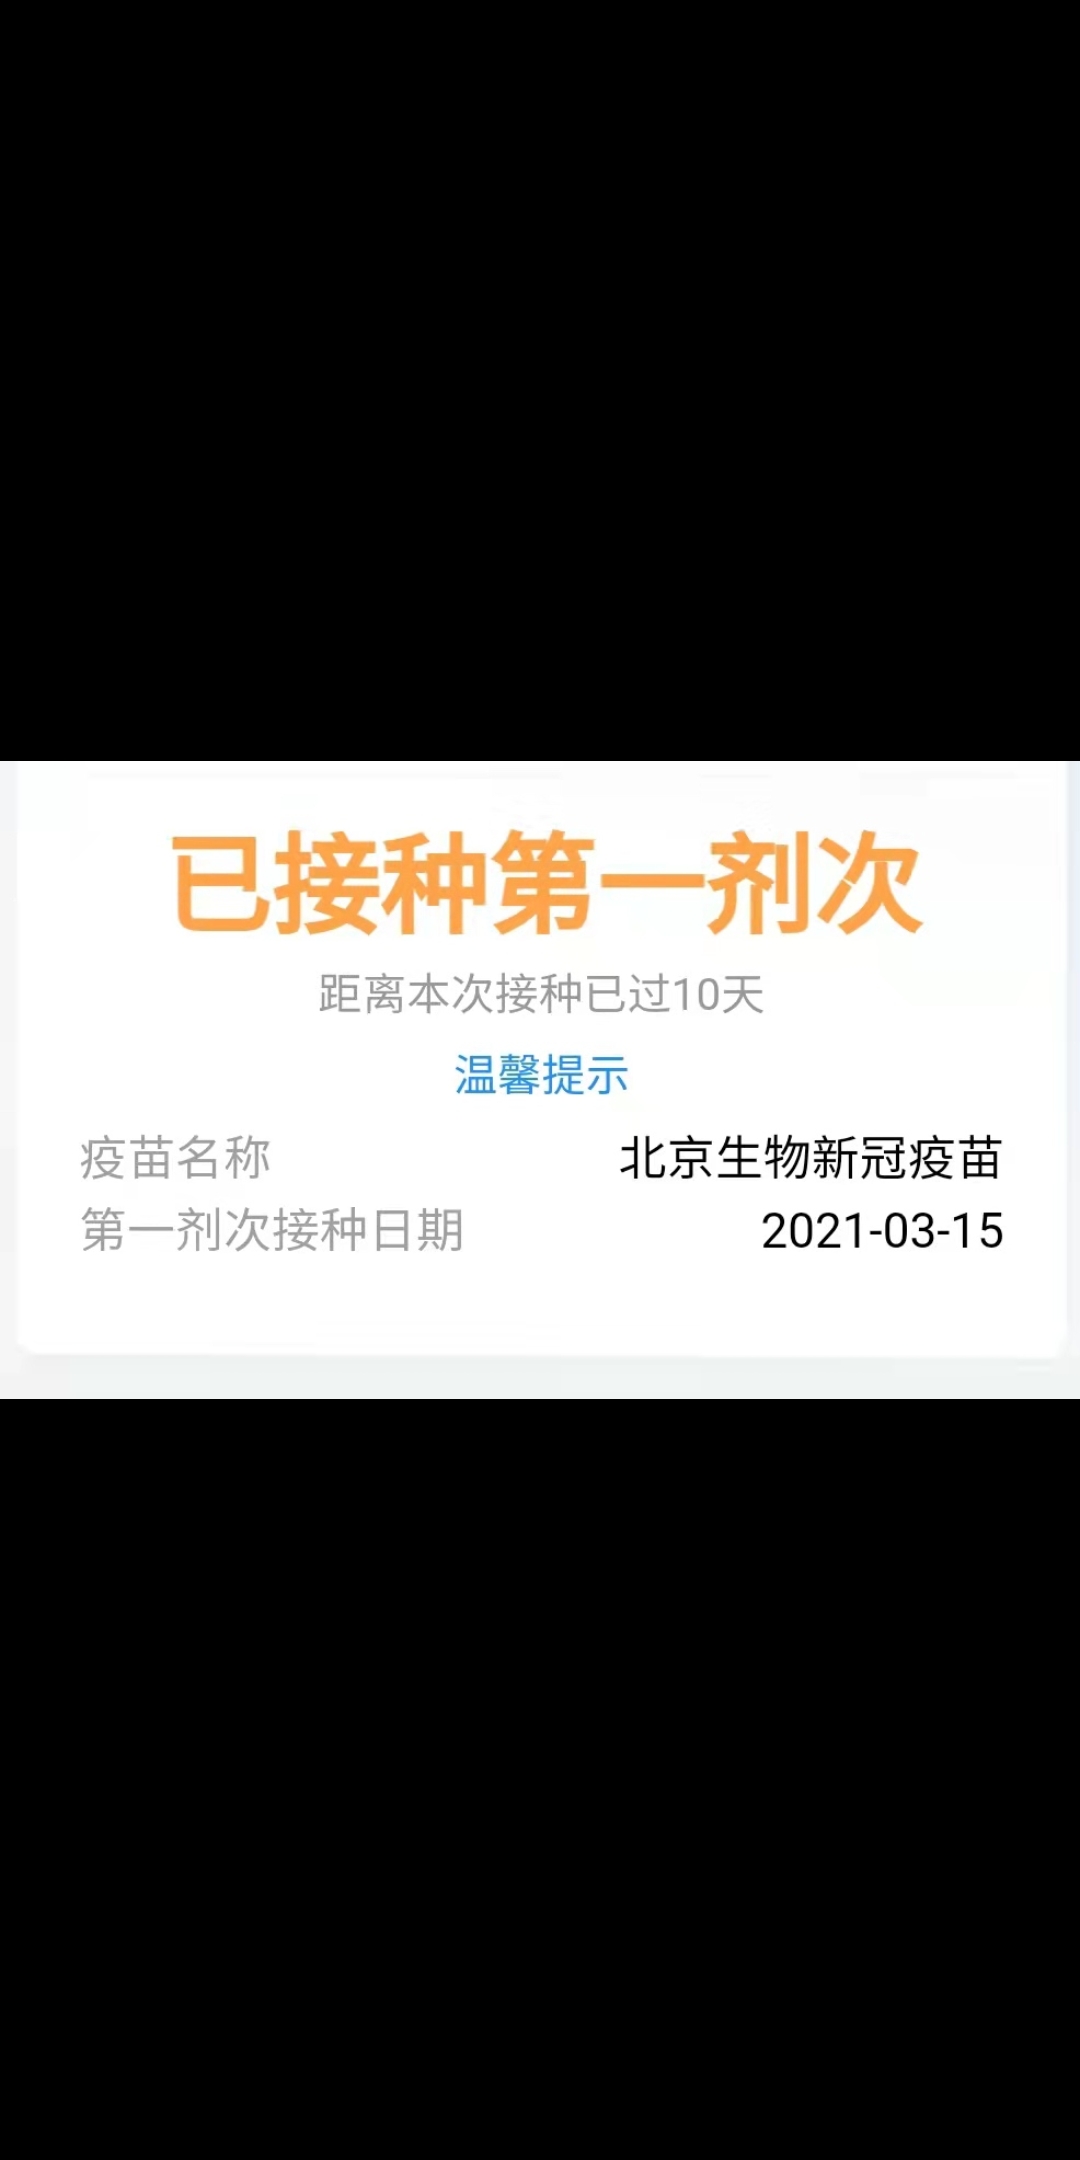 已接种第一剂次
距离本次接种已过10天
温馨提示
疫苗名称 北京生物新冠疫苗
第一剂次接种日期 2021-03-15